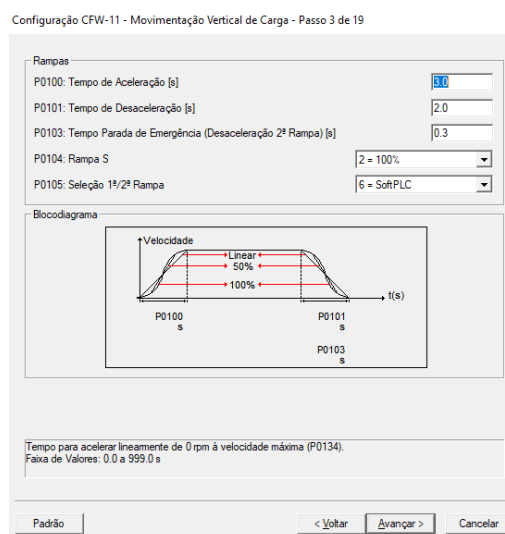 Configuração CFW-11 - Movimentação Vertical de Carga - Passo 3 de 19
Rampas
P0100: Tempo de Aceleração [s] 3.0
P0101: Tempo de Desaceleração [s] 2.0
P0103: Tempo Parada de Emergência (Desaceleração 2ª Rampa) [s] 0.3
P0104: Rampa S 2 = 100%
P0105: Seleção 1ª/2ª Rampa 6 = SoftPLC
Blocodiagrama
Velocidade
Linear
50%
100%
t(s)
P0100 P0101
s s
P0103
s
Tempo para acelerar linearmente de 0 rpm à velocidade máxima (P0134).
Faixa de Valores: 0.0 a 999.0 s
Padrão < Voltar Avançar > Cancelar